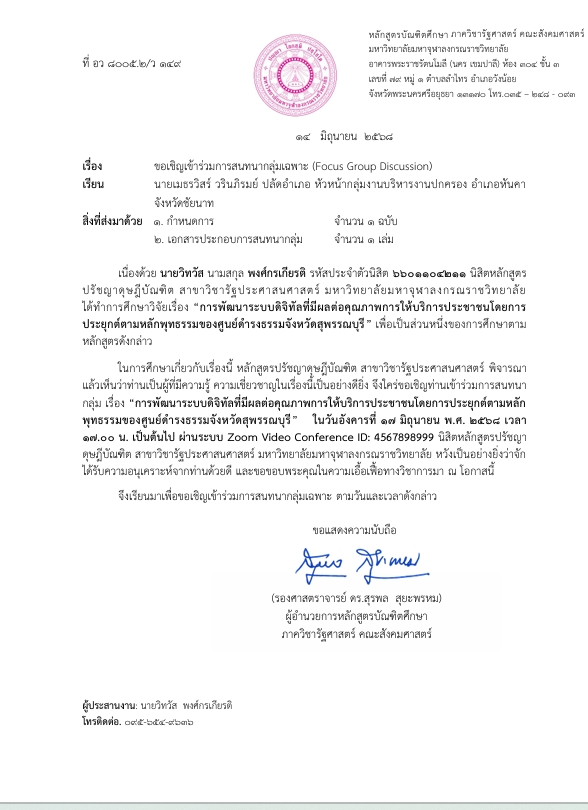 หลักสูตรบัณฑิตศึกษา ภาควิชารัฐศาสตร์ คณะสังคมศาสตร์
มหาวิทยาลัยมหาจุฬาลงกรณราชวิทยาลัย
ที่ อว ๘๐๐๕.๒/ว ๑๔๙
อาคารพระราชรัตนโมลี (นคร เขมปาลี) ห้อง ๓๐๔ ชั้น ๓
เลขที่ ๗๙ หมู่ ๑ ตำบลลำไทร อำเภอวังน้อย
จังหวัดพระนครศรีอยุธยา ๑๓๑๗๐ โทร.๐๓๕ – ๒๔๘ - ๐๙๓
๑๔ มิถุนายน ๒๕๖๘
เรื่อง ขอเชิญเข้าร่วมการสนทนากลุ่มเฉพาะ (Focus Group Discussion)
เรียน นายเมธรวิสร์ วรินภิรมย์ ปลัดอำเภอ หัวหน้ากลุ่มงานบริหารงานปกครอง อำเภอหันคา
จังหวัดชัยนาท
สิ่งที่ส่งมาด้วย ๑. กำหนดการ จำนวน ๑ ฉบับ
๒. เอกสารประกอบการสนทนากลุ่ม จำนวน ๑ เล่ม
เนื่องด้วย นายวิทวัส นามสกุล พงศ์กรเกียรติ รหัสประจำตัวนิสิต ๖๖๐๑๑๐๔๒๑๑ นิสิตหลักสูตร
ปรัชญาดุษฎีบัณฑิต สาขาวิชารัฐประศาสนศาสตร์ มหาวิทยาลัยมหาจุฬาลงกรณราชวิทยาลัย
ได้ทำการศึกษาวิจัยเรื่อง “การพัฒนาระบบดิจิทัลที่มีผลต่อคุณภาพการให้บริการประชาชนโดยการ
ประยุกต์ตามหลักพุทธรรมของศูนย์ดำรงธรรมจังหวัดสุพรรณบุรี” เพื่อเป็นส่วนหนึ่งของการศึกษาตาม
หลักสูตรดังกล่าว
ในการศึกษาเกี่ยวกับเรื่องนี้ หลักสูตรปรัชญาดุษฎีบัณฑิต สาขาวิชารัฐประศาสนศาสตร์ พิจารณา
แล้วเห็นว่าท่านเป็นผู้ที่มีความรู้ ความเชี่ยวชาญในเรื่องนี้เป็นอย่างดียิ่ง จึงใคร่ขอเชิญท่านเข้าร่วมการสนทนา
กลุ่ม เรื่อง “การพัฒนาระบบดิจิทัลที่มีผลต่อคุณภาพการให้บริการประชาชนโดยการประยุกต์ตามหลัก
พุทธรรมของศูนย์ดำรงธรรมจังหวัดสุพรรณบุรี” ในวันอังคารที่ ๑๗ มิถุนายน พ.ศ. ๒๕๖๘ เวลา
๑๗.๐๐ น. เป็นต้นไป ผ่านระบบ Zoom Video Conference ID: 4567898999 นิสิตหลักสูตรปรัชญา
ดุษฎีบัณฑิต สาขาวิชารัฐประศาสนศาสตร์ มหาวิทยาลัยมหาจุฬาลงกรณราชวิทยาลัย หวังเป็นอย่างยิ่งว่าจัก
ได้รับความอนุเคราะห์จากท่านด้วยดี และขอขอบพระคุณในความเอื้อเฟื้อทางวิชาการมา ณ โอกาสนี้
จึงเรียนมาเพื่อขอเชิญเข้าร่วมการสนทนากลุ่มเฉพาะ ตามวันและเวลาดังกล่าว
ขอแสดงความนับถือ
(รองศาสตราจารย์ ดร.สุรพล สุยะพรหม)
ผู้อำนวยการหลักสูตรบัณฑิตศึกษา
ภาควิชารัฐศาสตร์ คณะสังคมศาสตร์
ผู้ประสานงาน: นายวิทวัส พงศ์กรเกียรติ
โทรติดต่อ. ๐๙๕-๖๕๔-๙๖๓๖